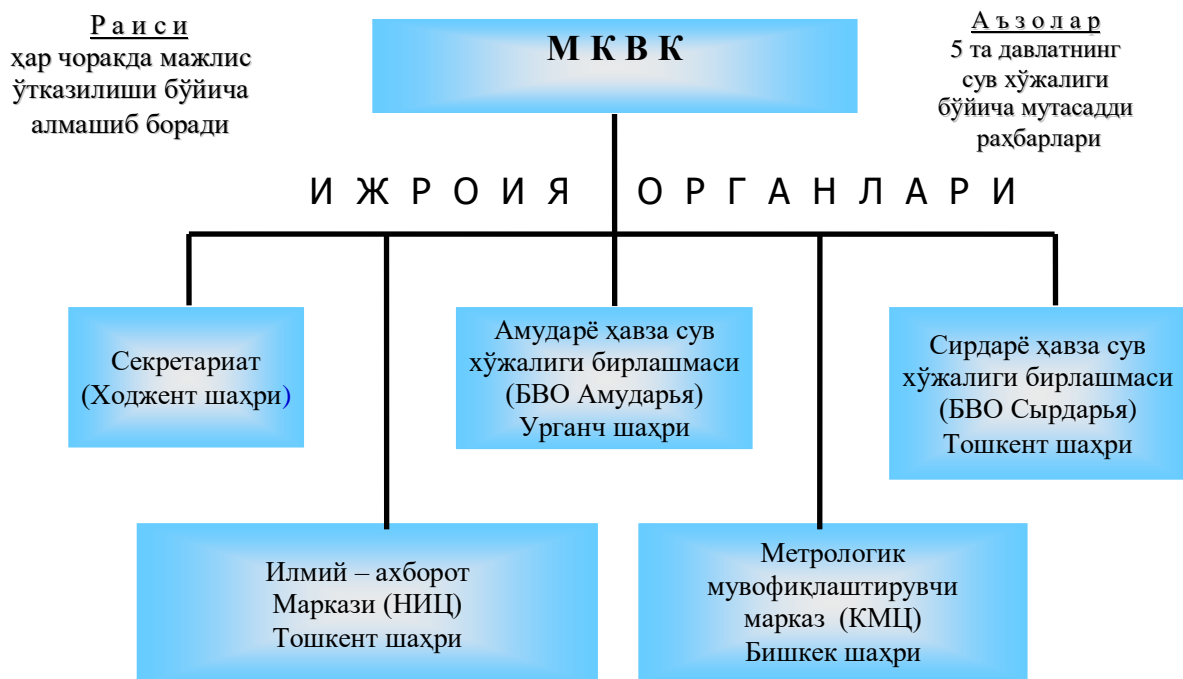 Р а и с и
ҳар чоракда мажлис
ўтказилиши бўйича
алмашиб боради
М К В К
А ъ з о л а р
5 та давлатнинг
сув хўжалиги
бўйича мутасадди
раҳбарлари
И Ж Р О И Я О Р Г А Н Л А Р И
Секретариат
(Ходжент шаҳри)
Амударё ҳавза сув
хўжалиги бирлашмаси
(БВО Амударья)
Урганч шаҳри
Сирдарё ҳавза сув
хўжалиги бирлашмаси
(БВО Сырдарья)
Тошкент шаҳри
Илмий – ахборот
Маркази (НИЦ)
Тошкент шаҳри
Метрологик
мувофиқлаштирувчи
марказ (КМЦ)
Бишкек шаҳри